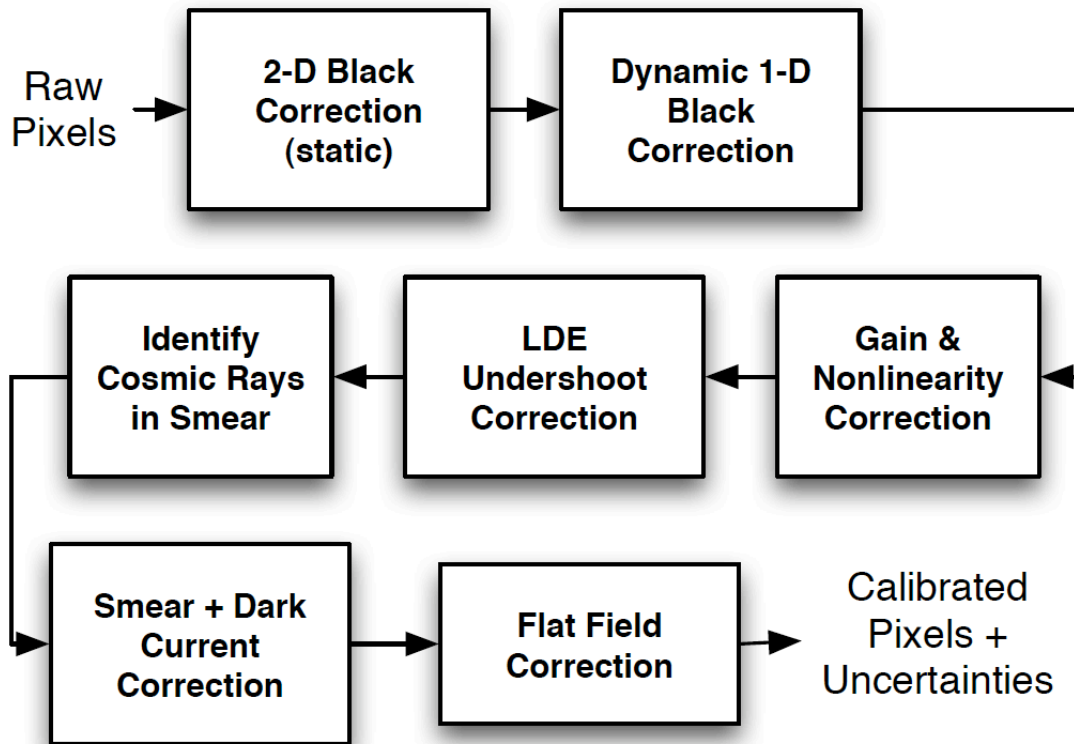 Raw
Pixels
2-D Black
Correction
(static)
Dynamic 1-D
Black
Correction
Gain &
Nonlinearity
Correction
LDE
Undershoot
Correction
Identify
Cosmic Rays
in Smear
Smear + Dark
Current
Correction
Flat Field
Correction
Calibrated
Pixels +
Uncertainties